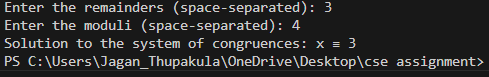 Enter the remainders (space-separated): 3
Enter the moduli (space-separated): 4
Solution to the system of congruences: x ≡ 3
PS C:\Users\Jagan_Thupakula\OneDrive\Desktop\cse assignment>